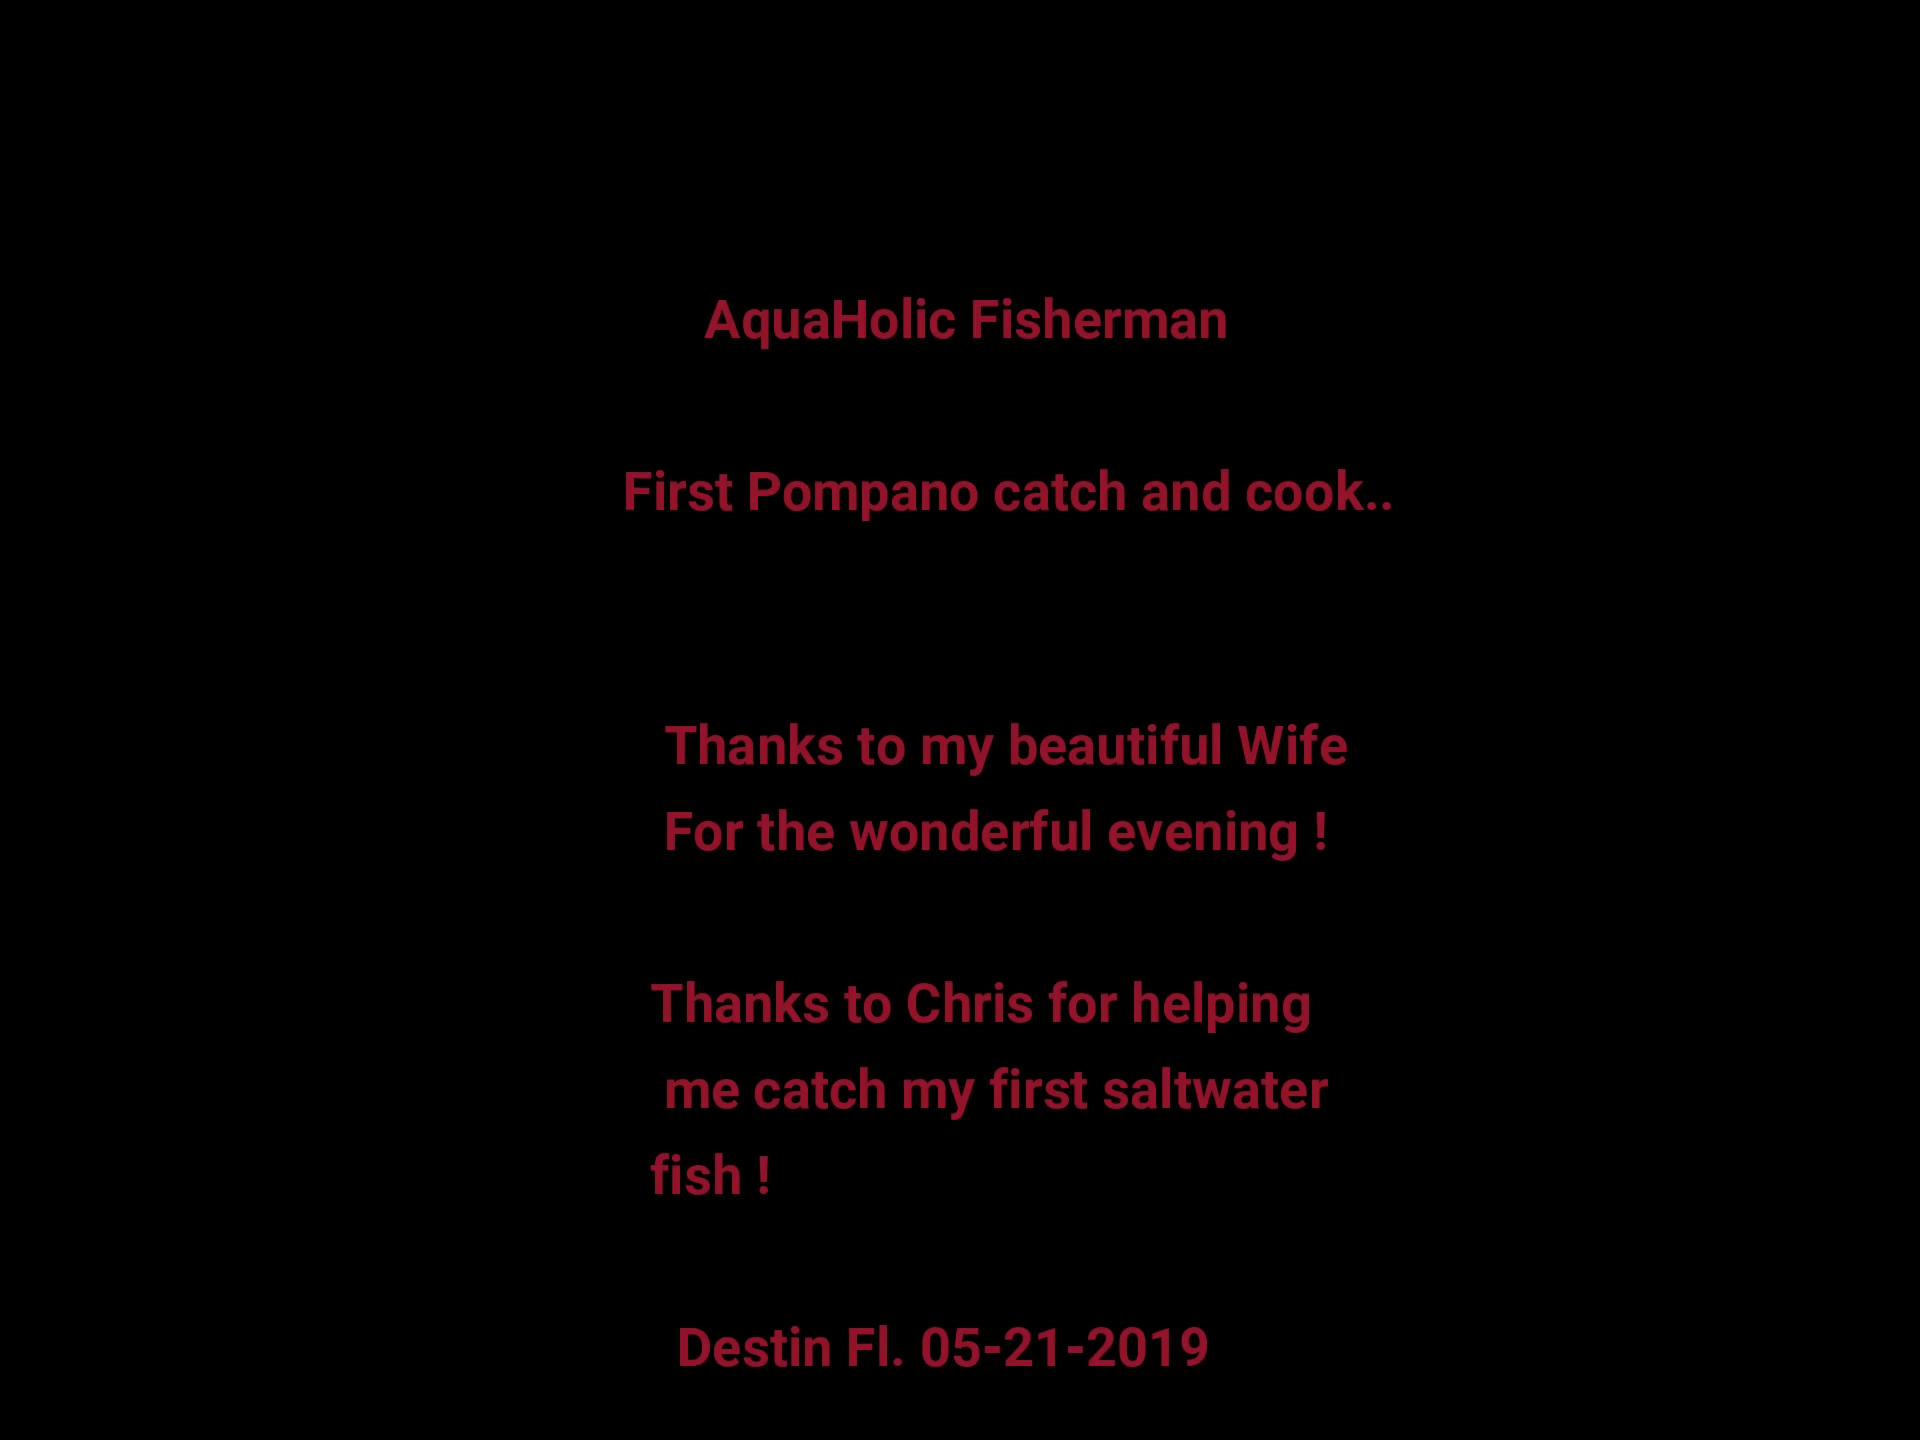 AquaHolic Fisherman
First Pompano catch and cook..
Thanks to my beautiful Wife
For the wonderful evening !
Thanks to Chris for helping
me catch my first saltwater
fish !
Destin Fl. 05-21-2019